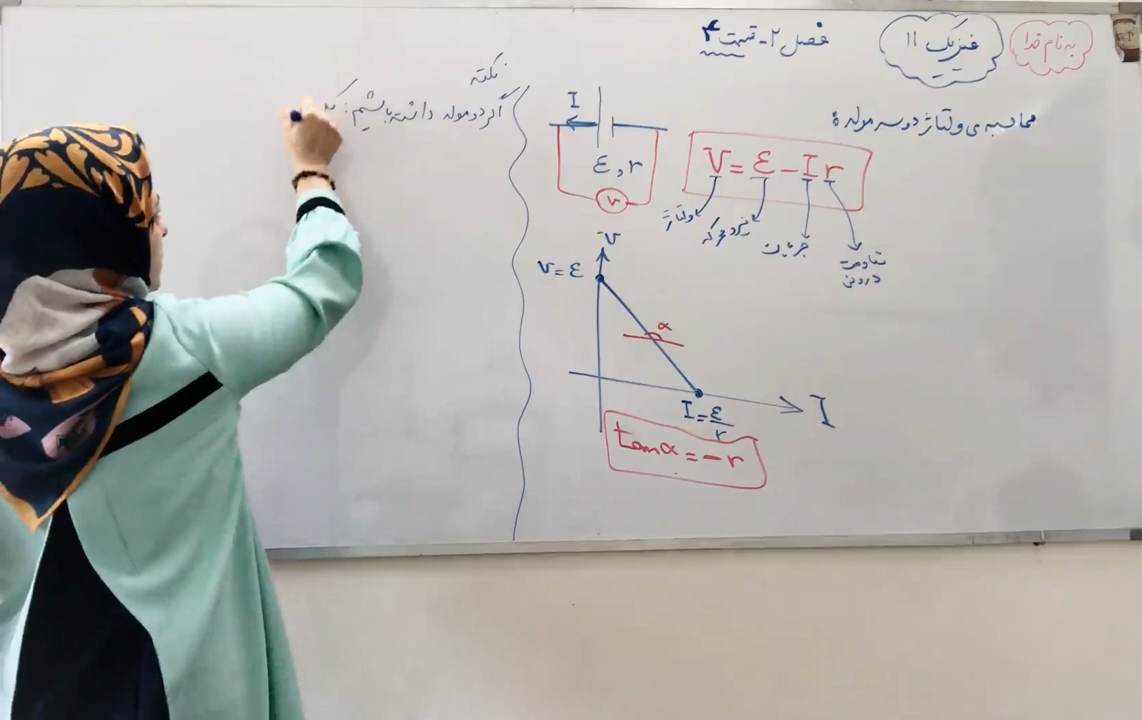 به نام خدا
فیزیک ۱۱
فصل ۲ - قسمت ۴
محاسبه ی ولتاژ دو سر مولد:
I
ε, r
V
V = ε - Ir
ولتاژ
نیرو محرکه
جریان
مقاومت
درونی
V
V = ε
α
I = ε/r
I
tanα = -r
نکته
اگر دو مولد داشته باشیم: